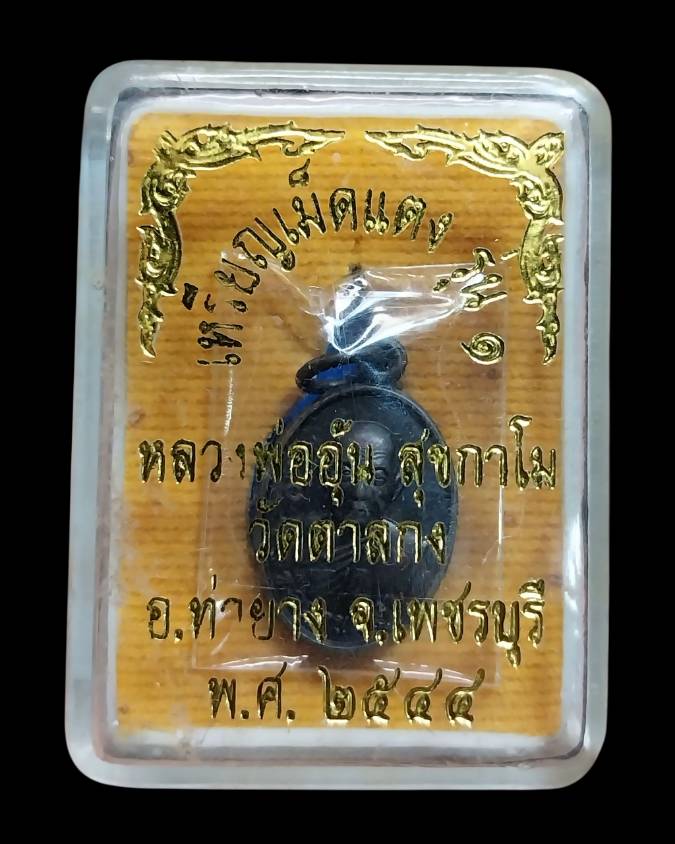 เหรียญเม็ดแตง
ที่ ๑
หลวงพ่ออุ้น สุขกาโม
วัดตาลกง
อ.ท่ายาง จ.เพชรบุรี
พ.ศ. ๒๕๔๔